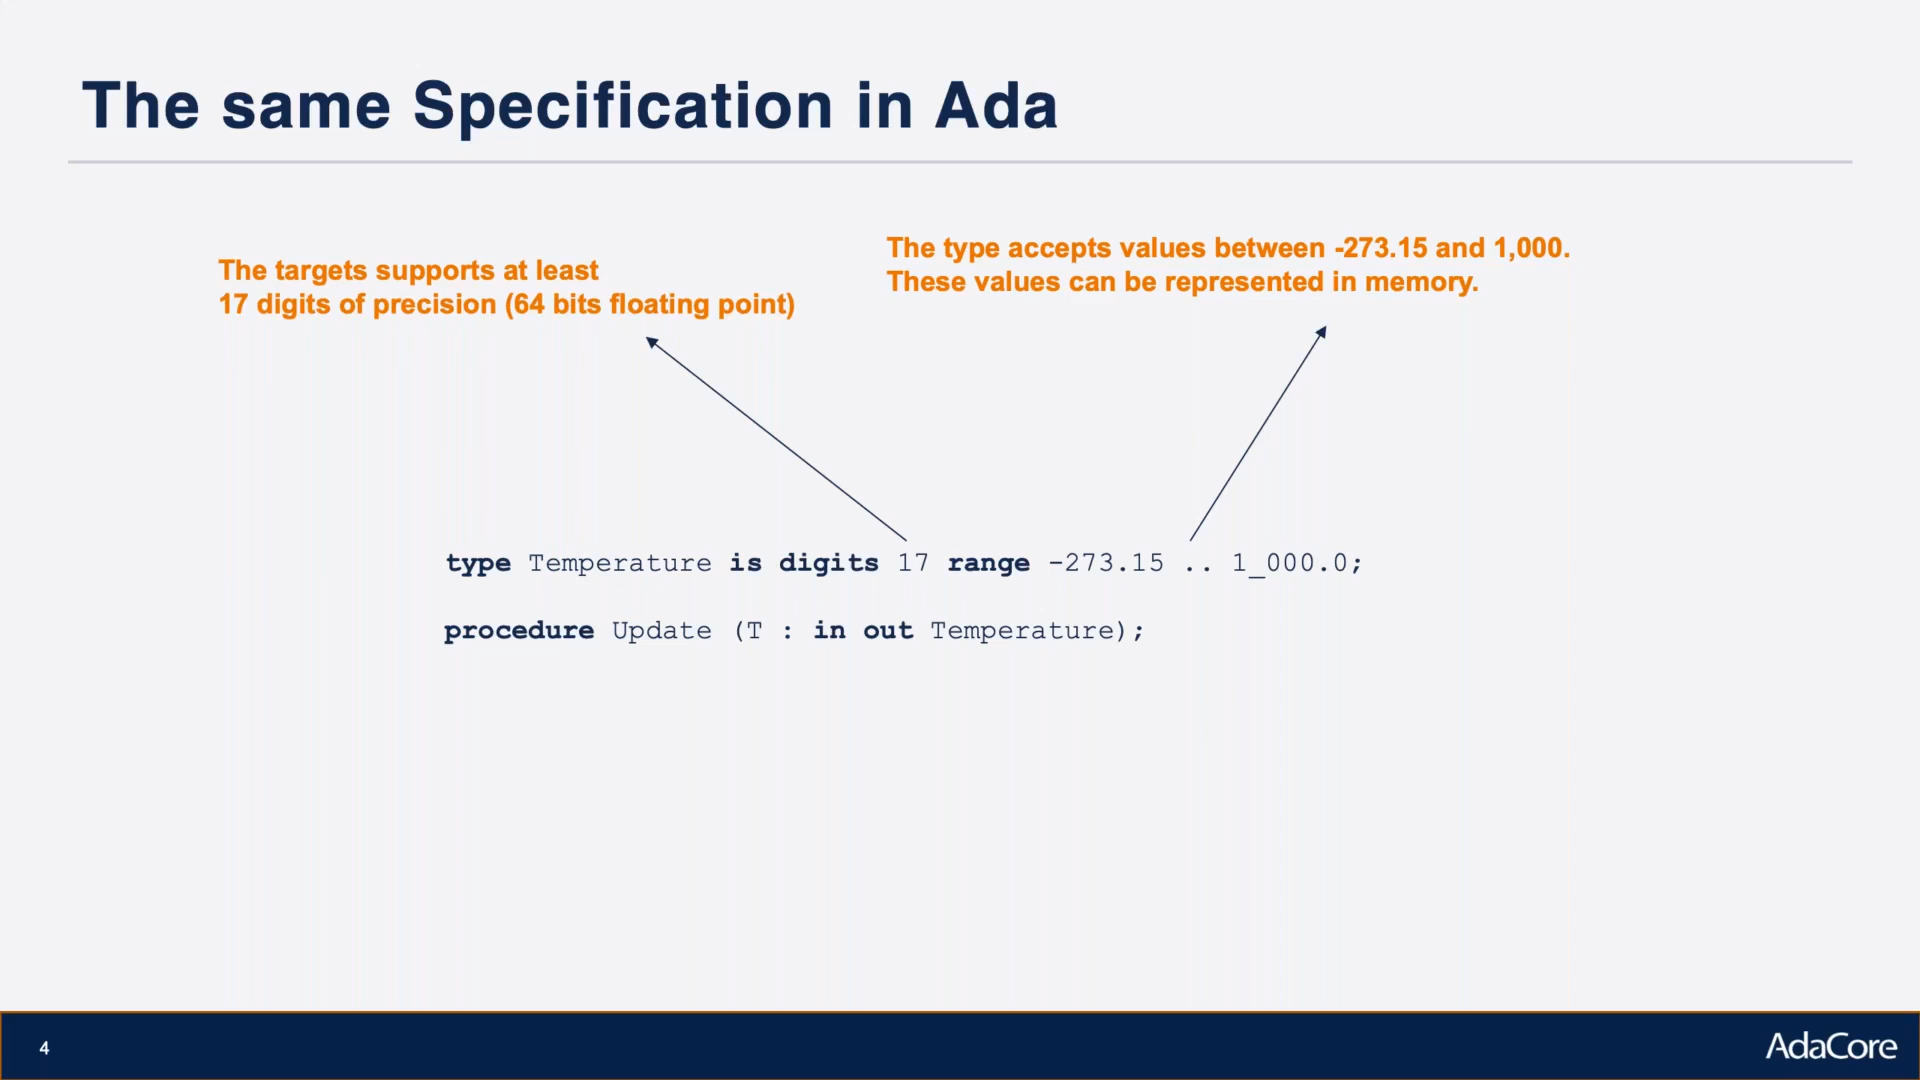 The same Specification in Ada
The targets supports at least
17 digits of precision (64 bits floating point)
The type accepts values between -273.15 and 1,000.
These values can be represented in memory.
type Temperature is digits 17 range -273.15 .. 1_000.0;
procedure Update (T : in out Temperature);
4
AdaCore